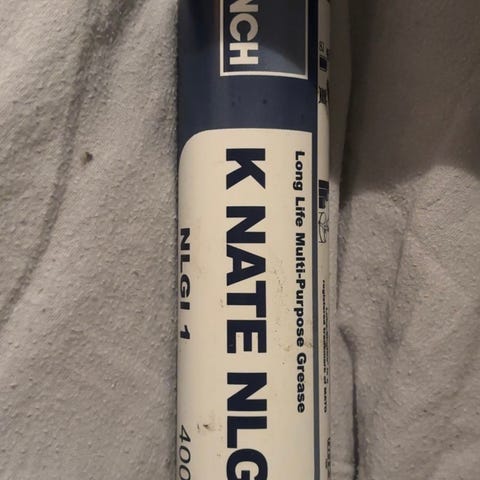 NCH
Long Life Multi-Purpose Grease
K NATE NLG
NLGI 1
400